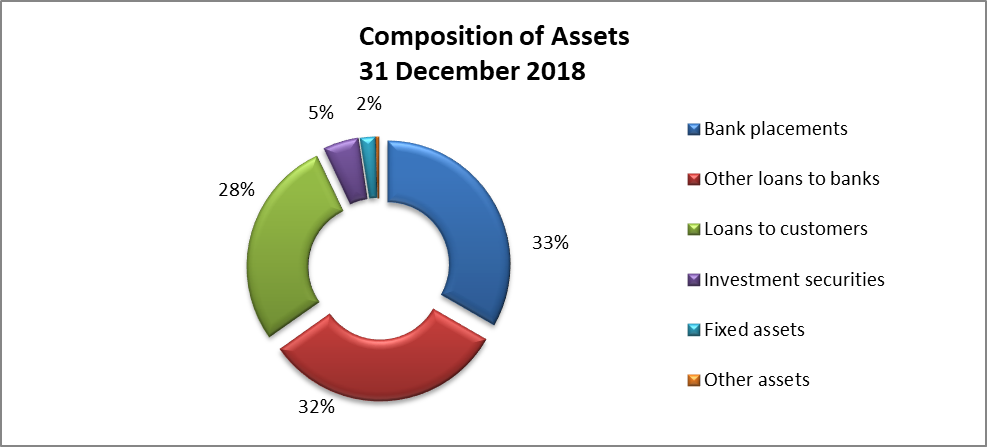 Composition of Assets
31 December 2018
5%
2%
28%
33%
32%
Bank placements
Other loans to banks
Loans to customers
Investment securities
Fixed assets
Other assets